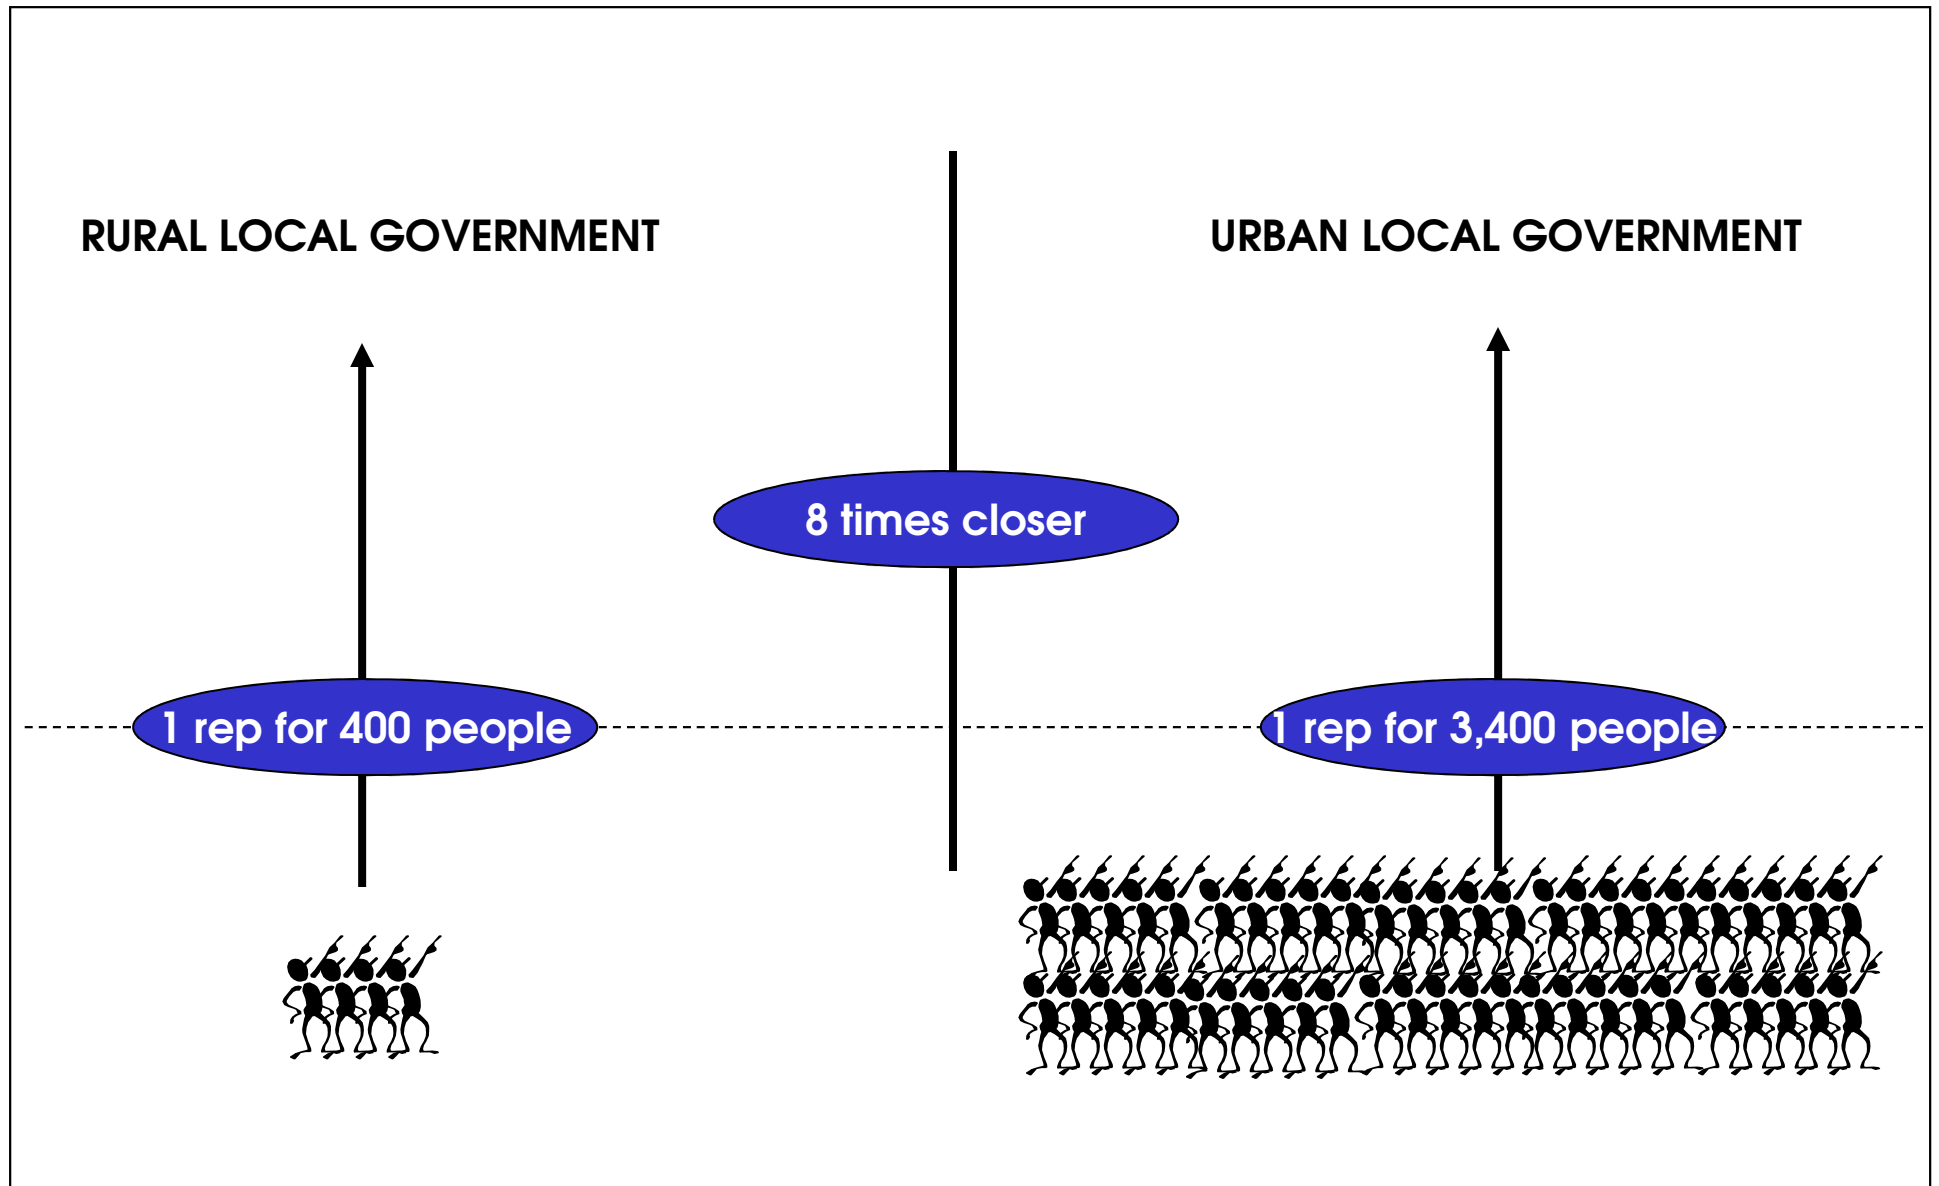 RURAL LOCAL GOVERNMENT
URBAN LOCAL GOVERNMENT
8 times closer
1 rep for 400 people
1 rep for 3,400 people